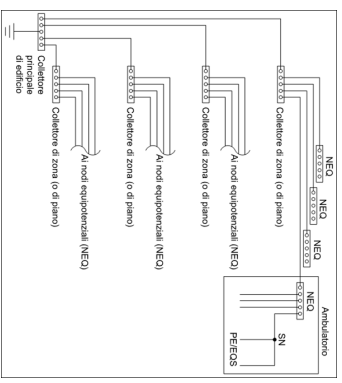 Collettore
principale
di edificio
Collettore di zona (o di piano)
Ai nodi equipotenziali (NEQ)
Collettore di zona (o di piano)
Ai nodi equipotenziali (NEQ)
Collettore di zona (o di piano)
Ai nodi equipotenziali (NEQ)
Collettore di zona (o di piano)
NEQ
NEQ
NEQ
NEQ
Ambulatorio
SN
PE/EQS